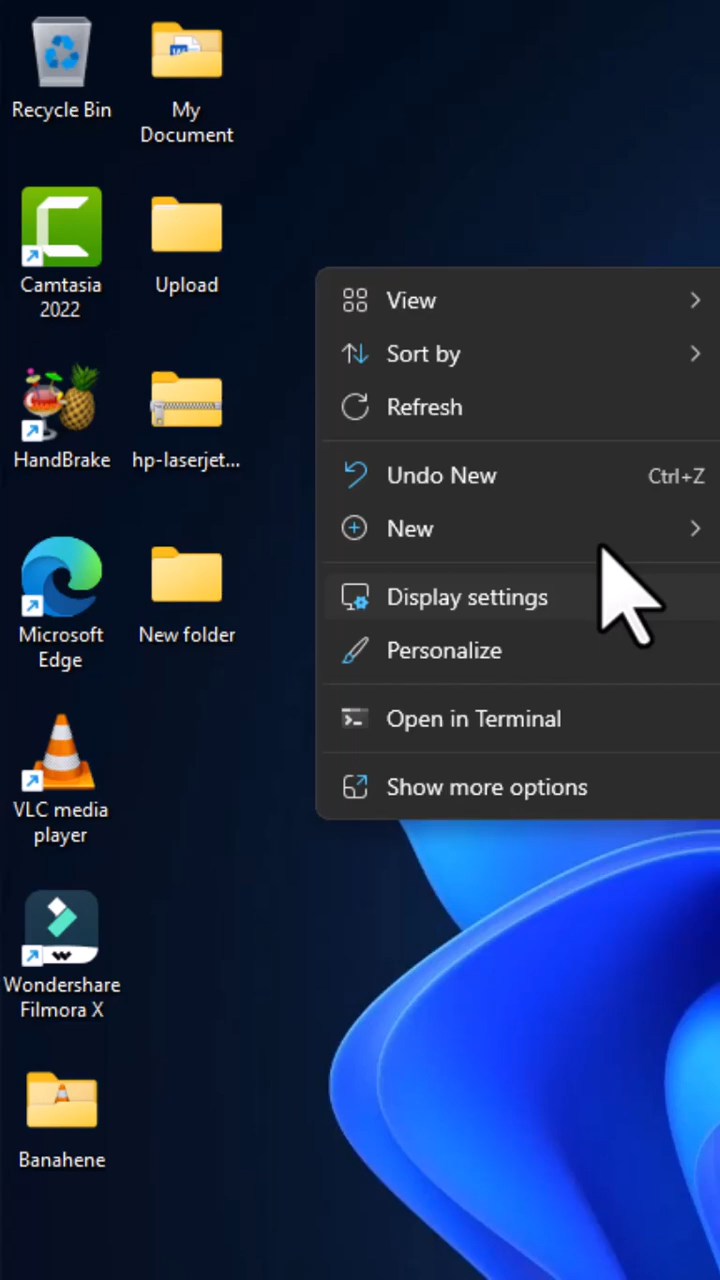 Recycle Bin
My
Document
Camtasia
2022
Upload
HandBrake
hp-laserjet...
Microsoft
Edge
New folder
VLC media
player
Wondershare
Filmora X
Banahene
View
Sort by
Refresh
Undo New Ctrl+Z
New
Display settings
Personalize
Open in Terminal
Show more options